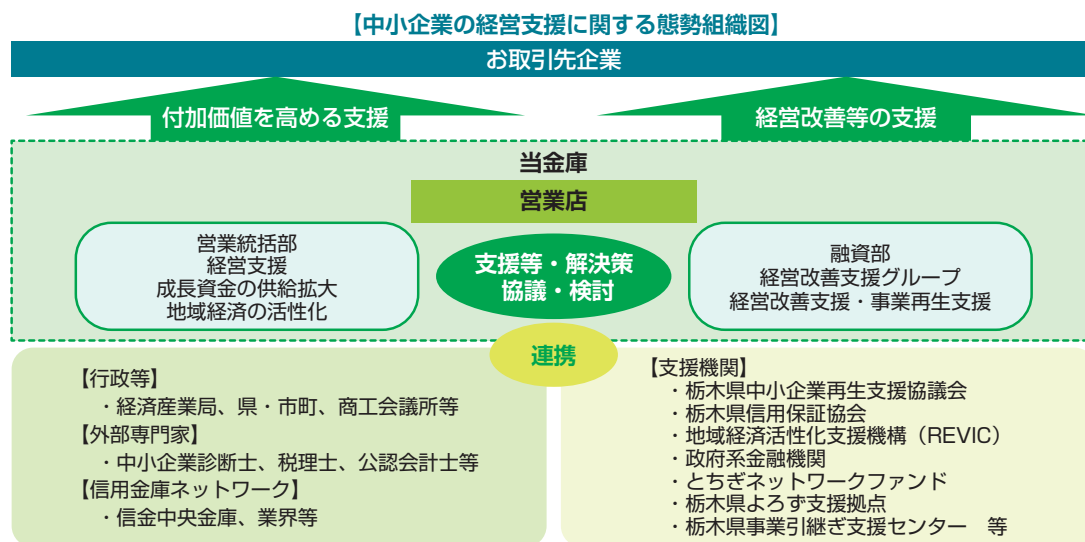 【中小企業の経営支援に関する態勢組織図】
お取引先企業
付加価値を高める支援
経営改善等の支援
当金庫
営業店
営業統括部
経営支援
成長資金の供給拡大
地域経済の活性化
支援等・解決策
協議・検討
融資部
経営改善支援グループ
経営改善支援・事業再生支援
連携
【行政等】
・経済産業局、県・市町、商工会議所等
【外部専門家】
・中小企業診断士、税理士、公認会計士等
【信用金庫ネットワーク】
・信金中央金庫、業界等
【支援機関】
・栃木県中小企業再生支援協議会
・栃木県信用保証協会
・地域経済活性化支援機構（REVIC）
・政府系金融機関
・とちぎネットワークファンド
・栃木県よろず支援拠点
・栃木県事業引継ぎ支援センター　等